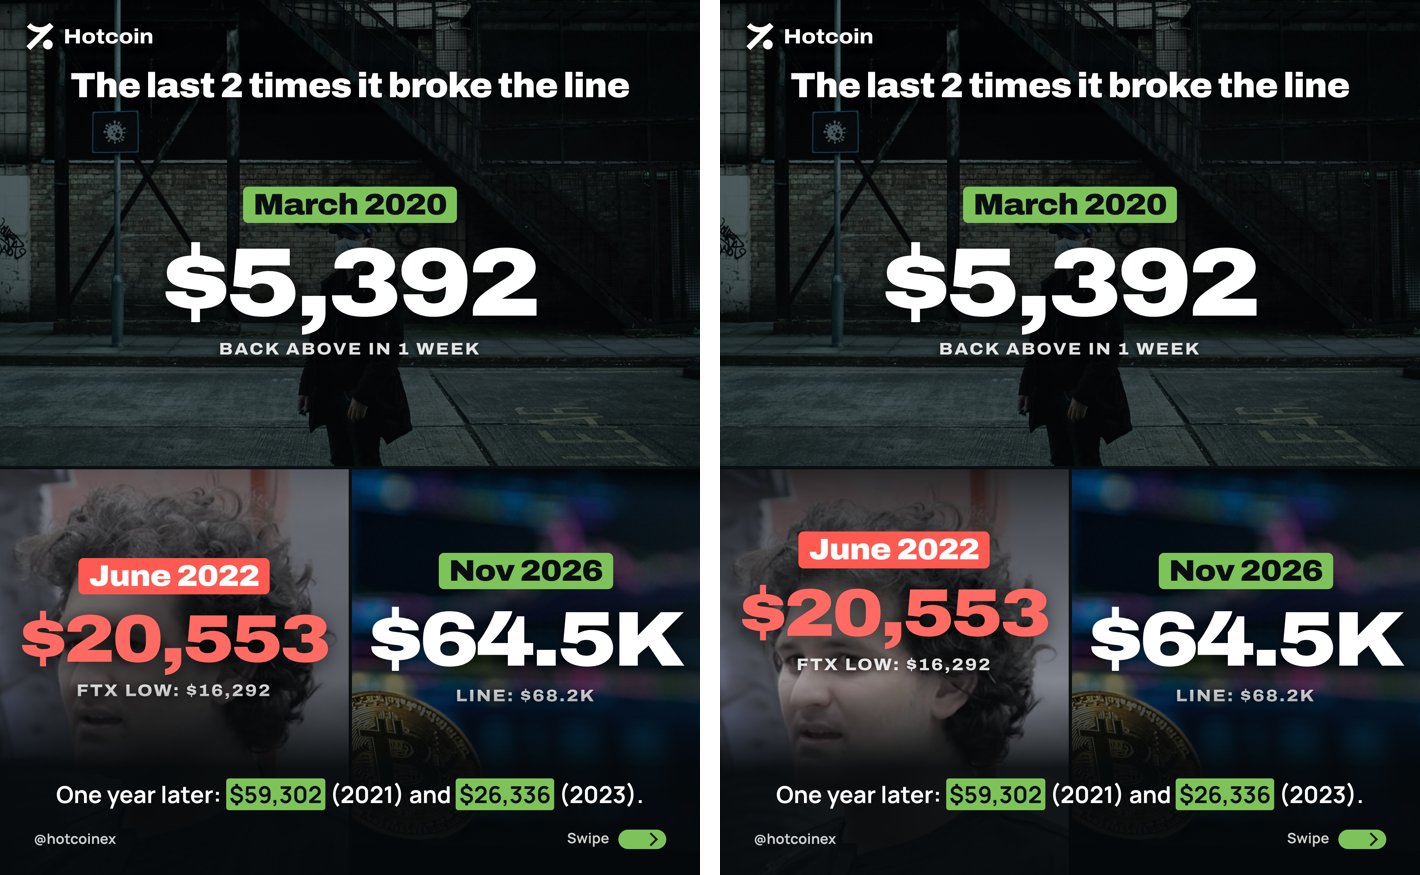 Hotcoin
The last 2 times it broke the line
March 2020
$5,392
BACK ABOVE IN 1 WEEK
June 2022
$20,553
FTX LOW: $16,292
Nov 2026
$64.5K
LINE: $68.2K
One year later: $59,302 (2021) and $26,336 (2023).
@hotcoinex
Swipe
Hotcoin
The last 2 times it broke the line
March 2020
$5,392
BACK ABOVE IN 1 WEEK
June 2022
$20,553
FTX LOW: $16,292
Nov 2026
$64.5K
LINE: $68.2K
One year later: $59,302 (2021) and $26,336 (2023).
@hotcoinex
Swipe